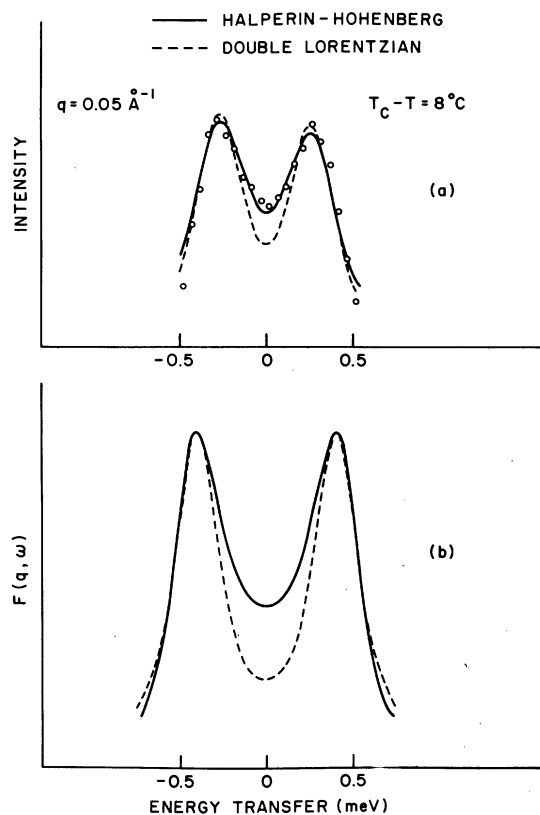 HALPERIN-HOHENBERG
DOUBLE LORENTZIAN
q = 0.05 Å⁻¹
T_C - T = 8°C
INTENSITY
(a)
-0.5 0 0.5
F(q, ω)
(b)
-0.5 0 0.5
ENERGY TRANSFER (meV)